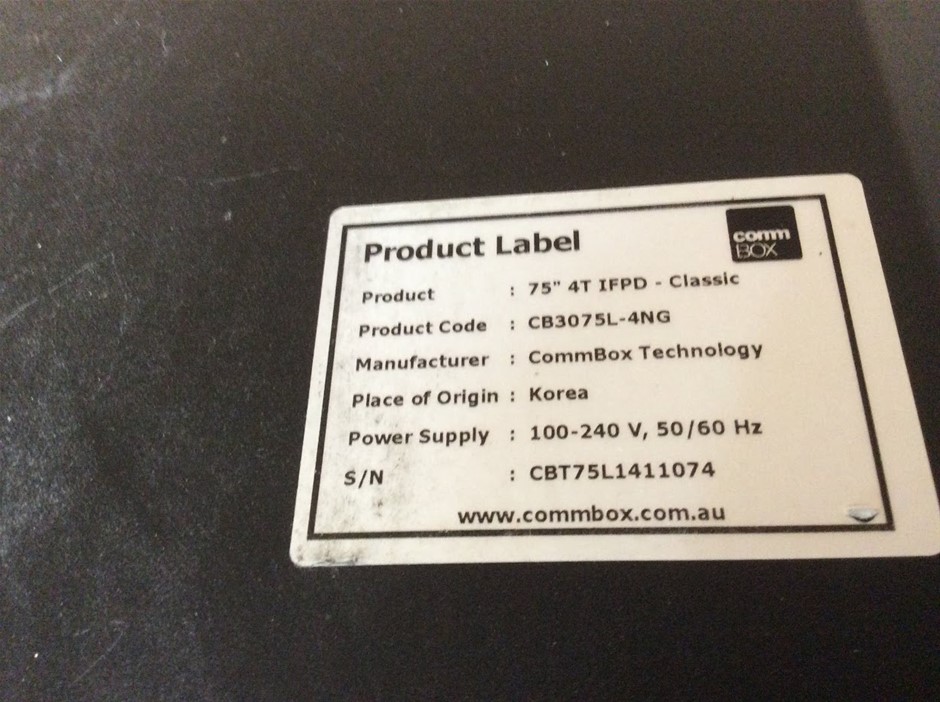 comm
BOX
Product Label
Product : 75" 4T IFPD - Classic
Product Code : CB3075L-4NG
Manufacturer : CommBox Technology
Place of Origin : Korea
Power Supply : 100-240 V, 50/60 Hz
S/N : CBT75L1411074
www.commbox.com.au